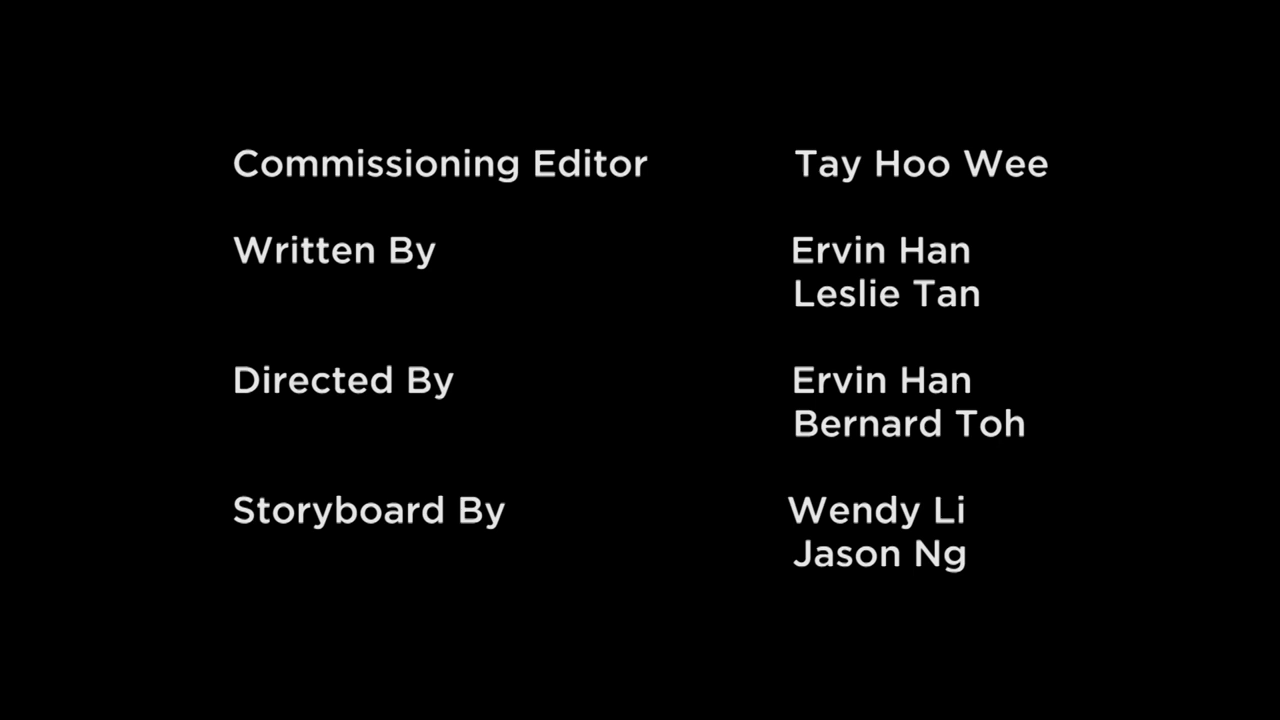 Commissioning Editor Tay Hoo Wee
Written By Ervin Han
Leslie Tan
Directed By Ervin Han
Bernard Toh
Storyboard By Wendy Li
Jason Ng